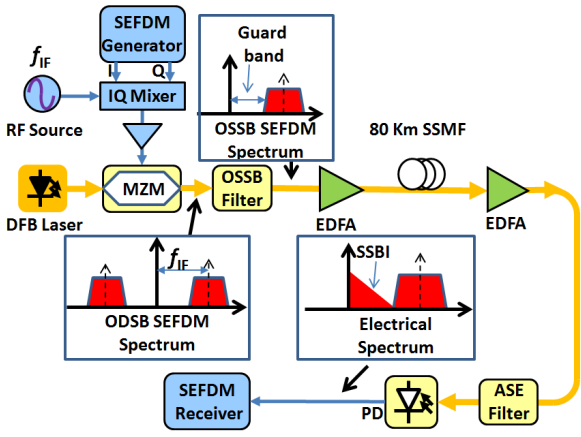 SEFDM
Generator
I
Q
fIF
IQ Mixer
RF Source
Guard
band
OSSB SEFDM
Spectrum
80 Km SSMF
DFB Laser
MZM
OSSB
Filter
EDFA
EDFA
fIF
ODSB SEFDM
Spectrum
SSBI
Electrical
Spectrum
SEFDM
Receiver
PD
ASE
Filter